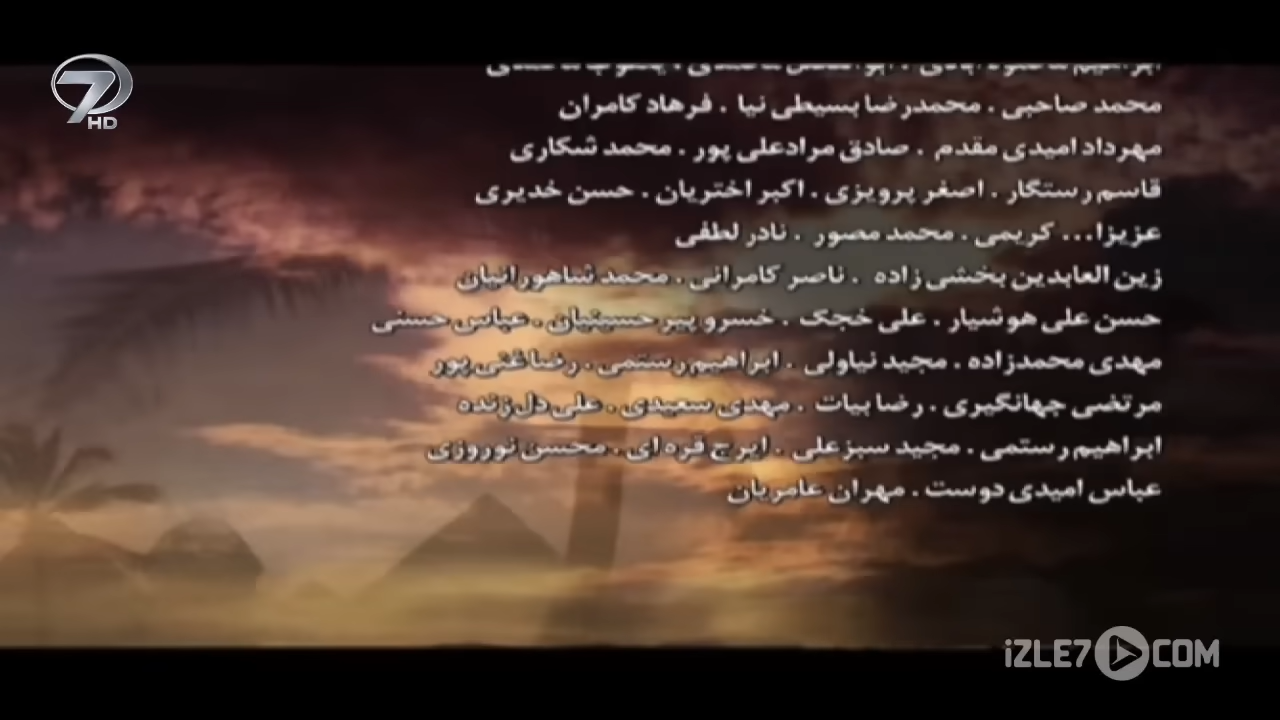 7
HD
محمد صاحبی . محمدرضا بسیطی نیا . فرهاد کامران
مهرداد امیدی مقدم . صادق مرادعلی پور . محمد شکاری
قاسم رستگار . اصغر پرویزی . اکبر اختریان . حسن خدیری
عزیزا... کریمی . محمد مصور . نادر لطفی
زین العابدین بخشی زاده . ناصر کامرانی . محمد شاهورانیان
حسن علی هوشیار . علی خجک . خسرو پیر حسینیان . عباس حسنی
مهدی محمدزاده . مجید نیاولی . ابراهیم رستمی . رضا غنی پور
مرتضی جهانگیری . رضا بیات . مهدی سعیدی . علی دل زنده
ابراهیم رستمی . مجید سبزعلی . ایرج قره ای . محسن نوروزی
عباس امیدی دوست . مهران عامریان
iZLE7 COM